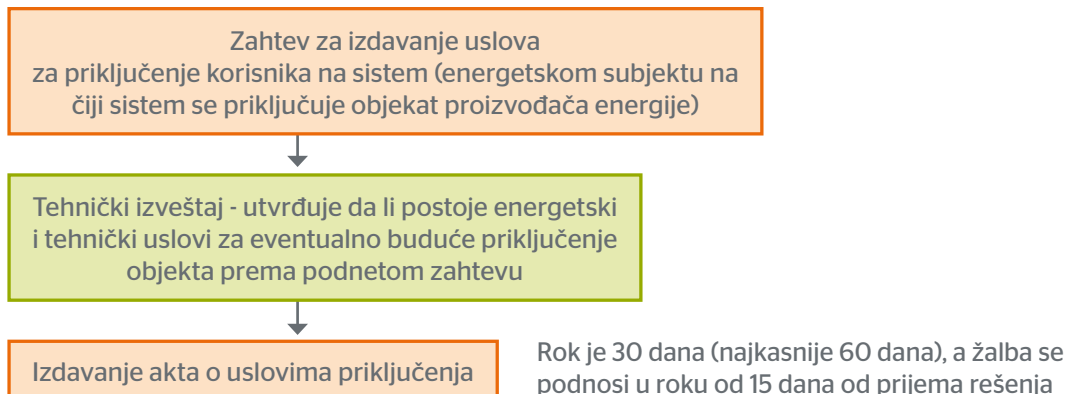 Zahtev za izdavanje uslova
za priključenje korisnika na sistem (energetskom subjektu na
čiji sistem se priključuje objekat proizvođača energije)
Tehnički izveštaj - utvrđuje da li postoje energetski
i tehnički uslovi za eventualno buduće priključenje
objekta prema podnetom zahtevu
Izdavanje akta o uslovima priključenja
Rok je 30 dana (najkasnije 60 dana), a žalba se
podnosi u roku od 15 dana od prijema rešenja